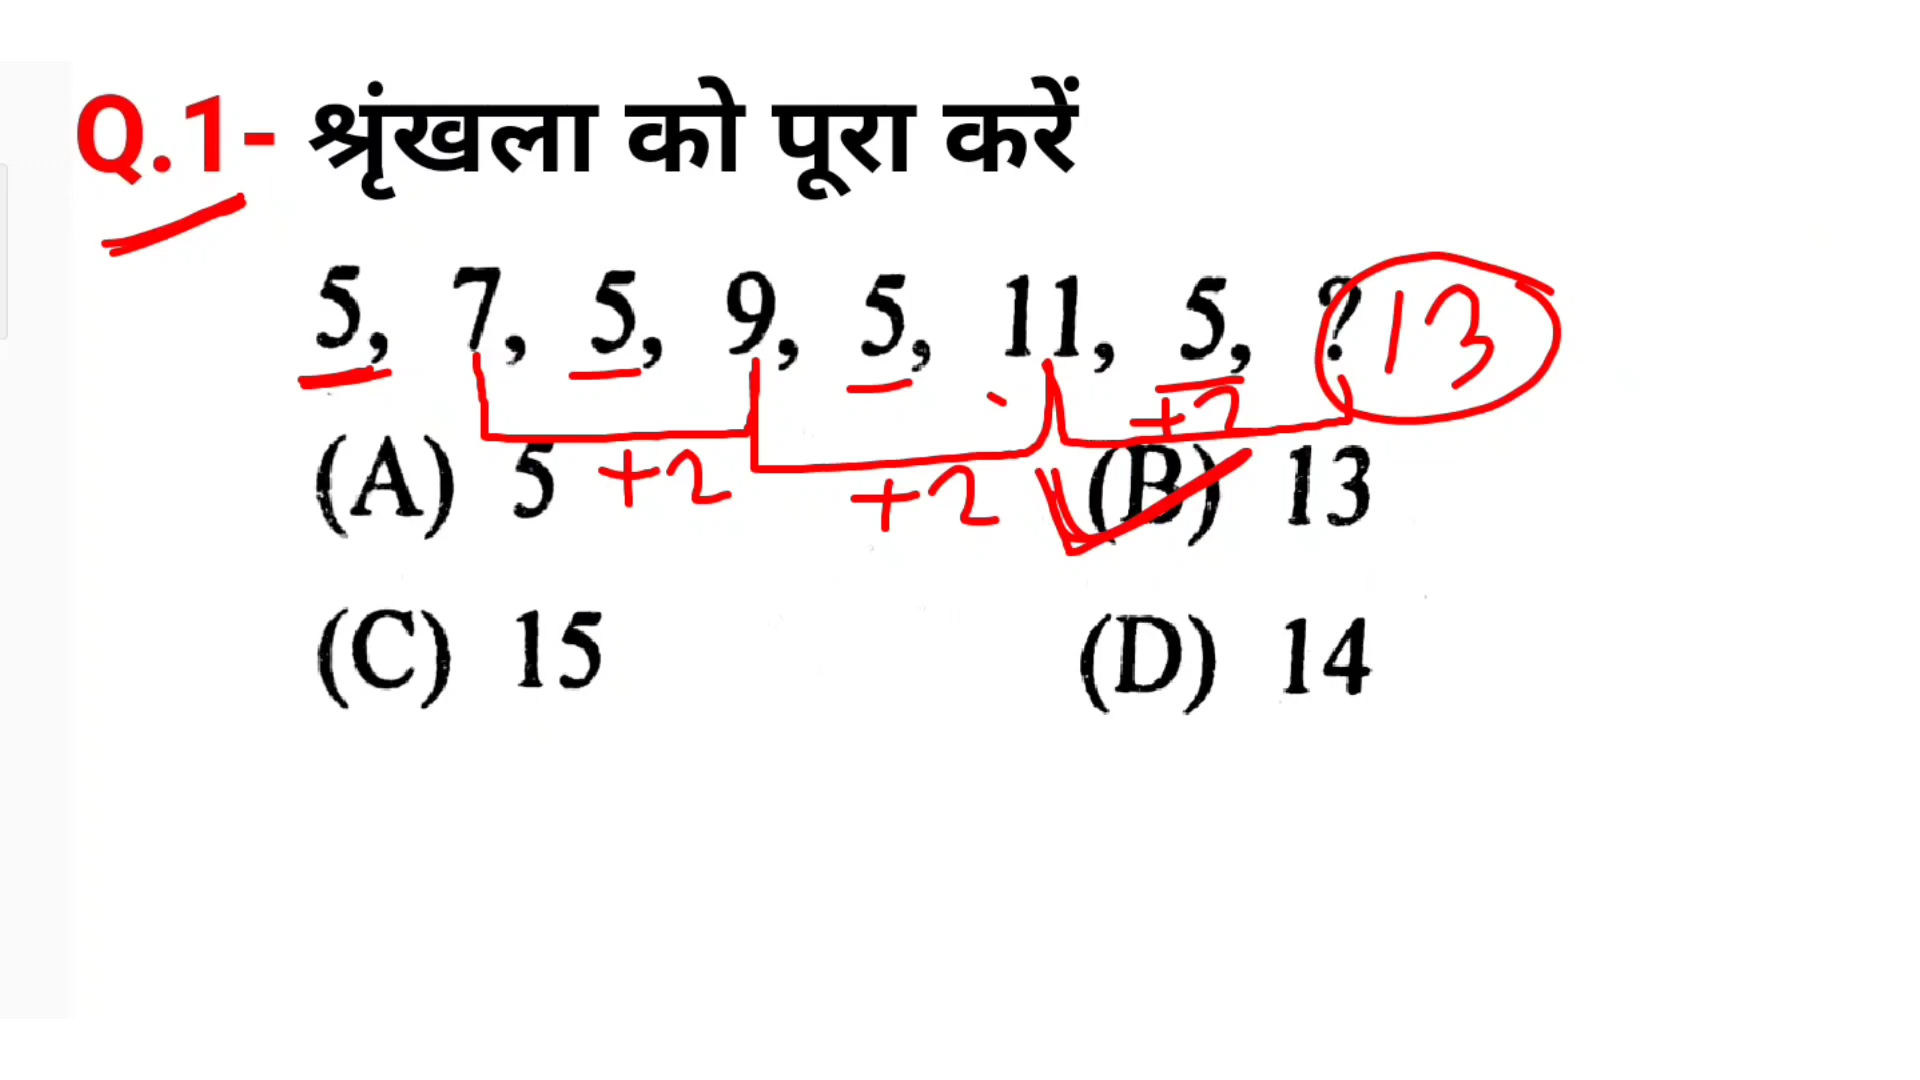 Q.1- श्रृंखला को पूरा करें
5, 7, 5, 9, 5, 11, 5, ? 13
+2
(A) 5 +2 +2 (B) 13
(C) 15 (D) 14